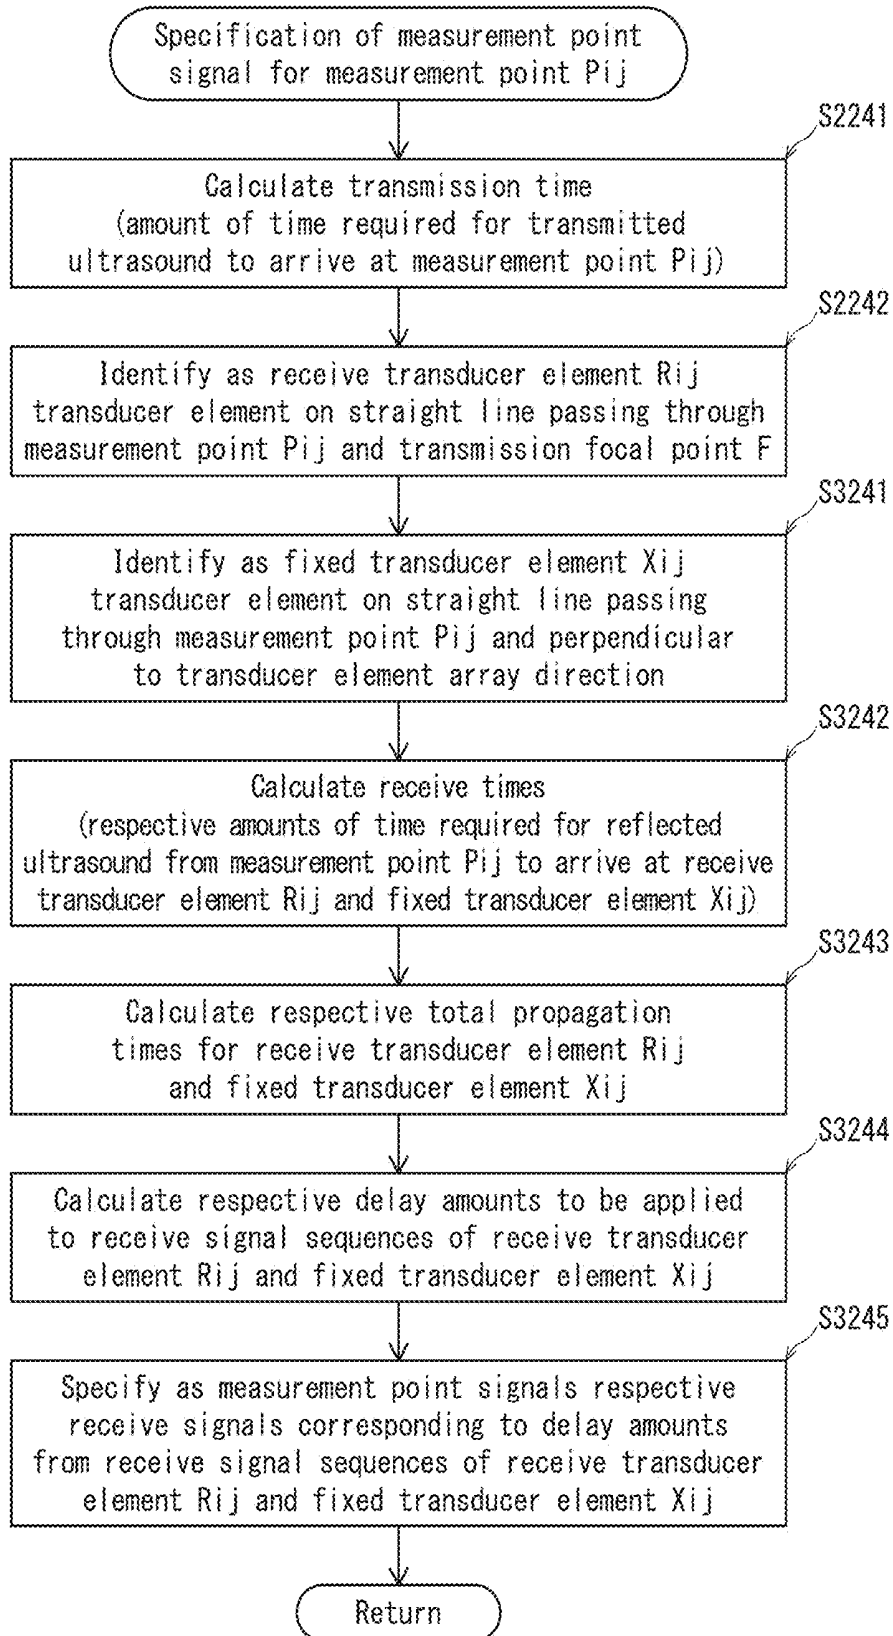 Specification of measurement point
signal for measurement point Pij
S2241
Calculate transmission time
(amount of time required for transmitted
ultrasound to arrive at measurement point Pij)
S2242
Identify as receive transducer element Rij
transducer element on straight line passing through
measurement point Pij and transmission focal point F
S3241
Identify as fixed transducer element Xij
transducer element on straight line passing
through measurement point Pij and perpendicular
to transducer element array direction
S3242
Calculate receive times
(respective amounts of time required for reflected
ultrasound from measurement point Pij to arrive at receive
transducer element Rij and fixed transducer element Xij)
S3243
Calculate respective total propagation
times for receive transducer element Rij
and fixed transducer element Xij
S3244
Calculate respective delay amounts to be applied
to receive signal sequences of receive transducer
element Rij and fixed transducer element Xij
S3245
Specify as measurement point signals respective
receive signals corresponding to delay amounts
from receive signal sequences of receive transducer
element Rij and fixed transducer element Xij
Return